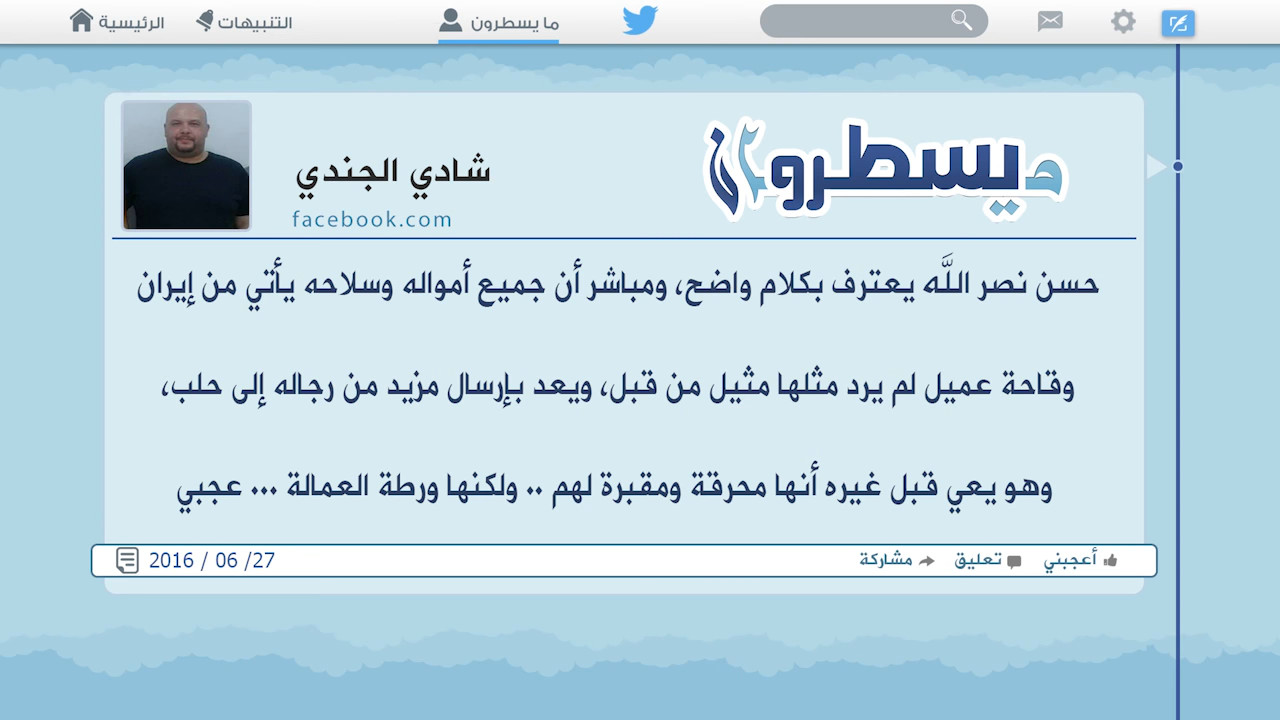 الرئيسية
التنبيهات
ما يسطرون
ما يسطرون
شادي الجندي
facebook.com
حسن نصر اللَّه يعترف بكلام واضح، ومباشر أن جميع أمواله وسلاحه يأتي من إيران
وقاحة عميل لم يرد مثلها مثيل من قبل، ويعد بإرسال مزيد من رجاله إلى حلب،
وهو يعي قبل غيره أنها محرقة ومقبرة لهم .. ولكنها ورطة العمالة ... عجبي
أعجبني تعليق مشاركة
2016 / 06 /27